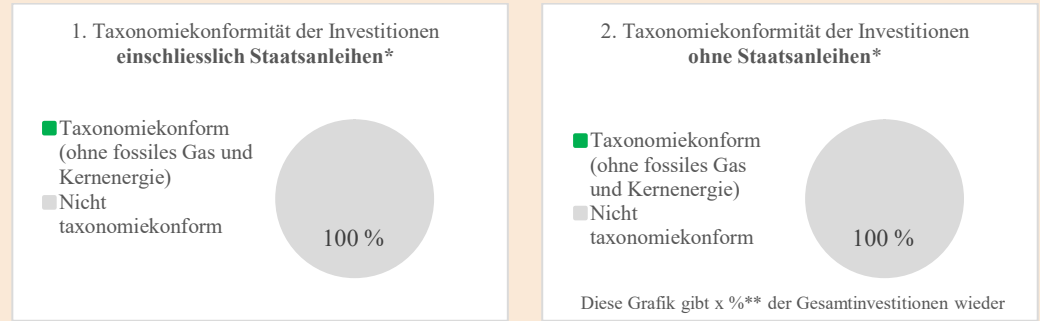 1. Taxonomiekonformität der Investitionen
einschliesslich Staatsanleihen*
Taxonomiekonform
(ohne fossiles Gas und
Kernenergie)
Nicht
taxonomiekonform
100 %
2. Taxonomiekonformität der Investitionen
ohne Staatsanleihen*
Taxonomiekonform
(ohne fossiles Gas
und Kernenergie)
Nicht
taxonomiekonform
100 %
Diese Grafik gibt x %** der Gesamtinvestitionen wieder